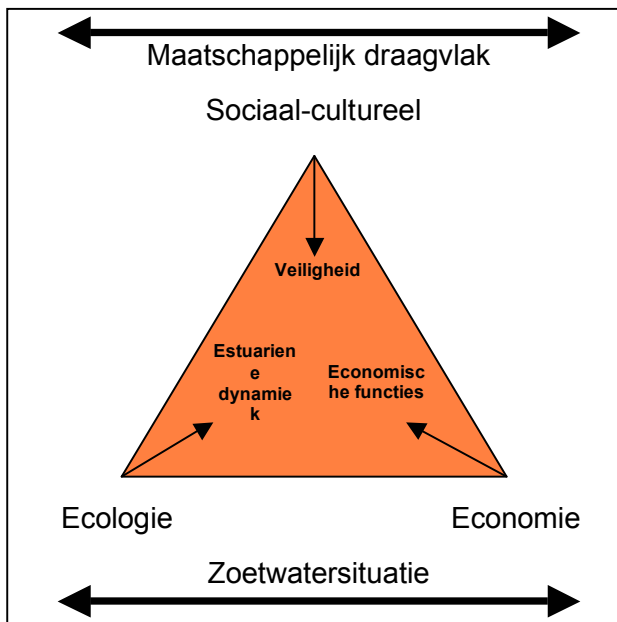 Maatschappelijk draagvlak
Sociaal-cultureel
Veiligheid
Estuarien
e
dynamie
k
Economisc
he functies
Ecologie
Economie
Zoetwatersituatie